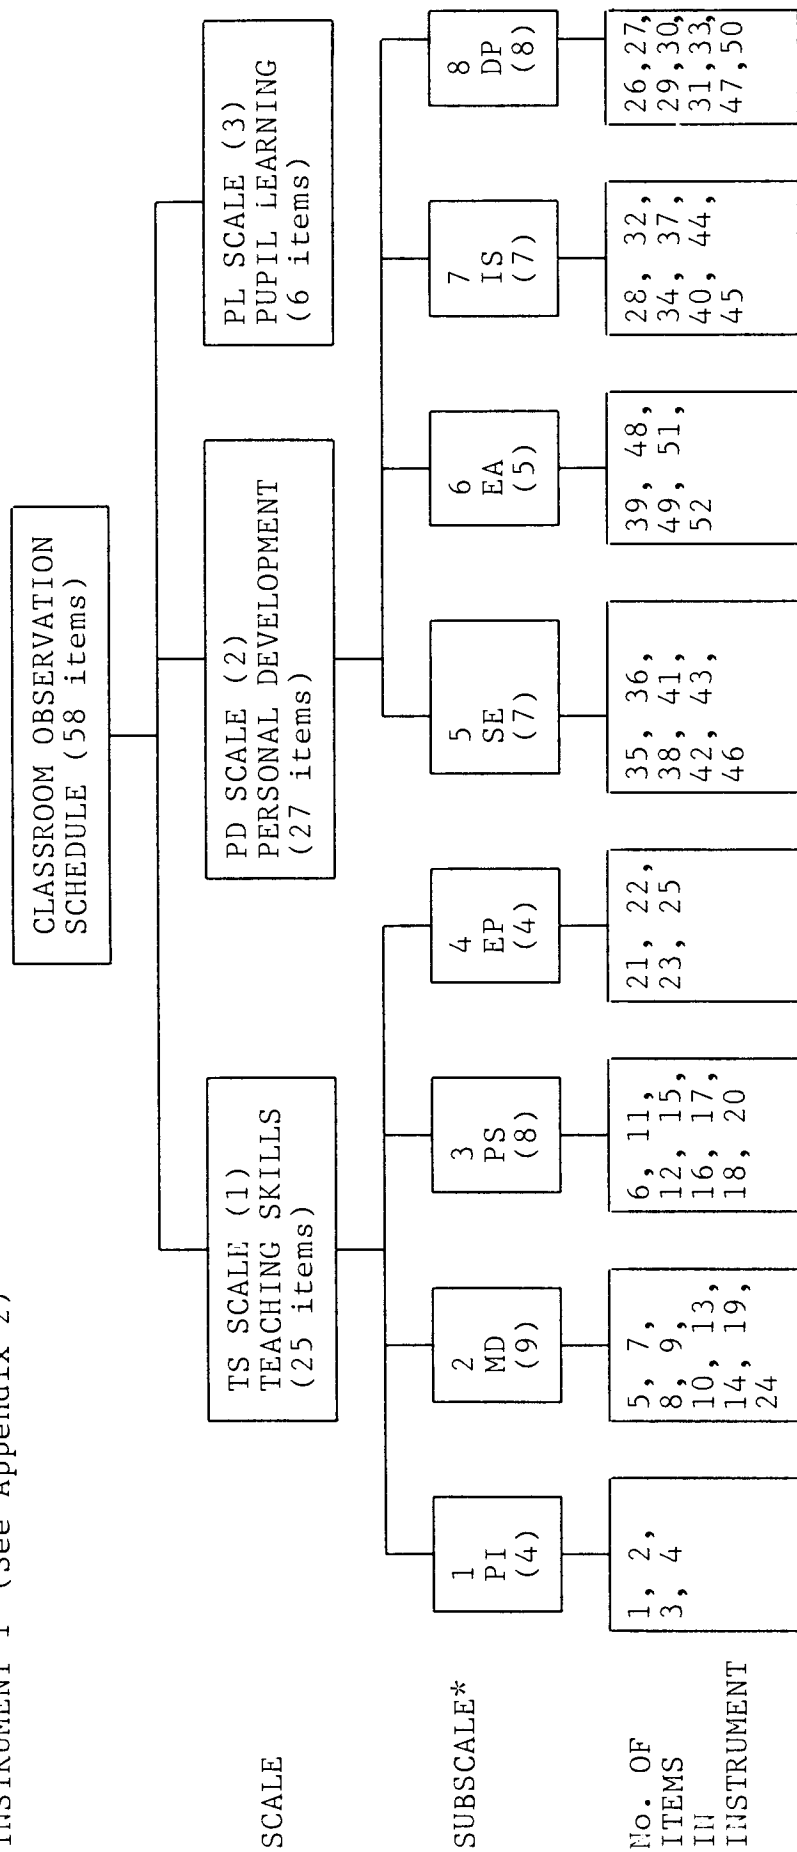 INSTRUMENT 1 (See Appendix 2)
CLASSROOM OBSERVATION
SCHEDULE (58 items)
SCALE
TS SCALE (1)
TEACHING SKILLS
(25 items)
PD SCALE (2)
PERSONAL DEVELOPMENT
(27 items)
PL SCALE (3)
PUPIL LEARNING
(6 items)
SUBSCALE*
1
PI
(4)
2
MD
(9)
3
PS
(8)
4
EP
(4)
5
SE
(7)
6
EA
(5)
7
IS
(7)
8
DP
(8)
No. OF
ITEMS
IN
INSTRUMENT
1, 2,
3, 4
5, 7,
8, 9,
10, 13,
14, 19,
24
6, 11,
12, 15,
16, 17,
18, 20
21, 22,
23, 25
35, 36,
38, 41,
42, 43,
46
39, 48,
49, 51,
52
28, 32,
34, 37,
40, 44,
45
26,27,
29,30,
31,33,
47,50